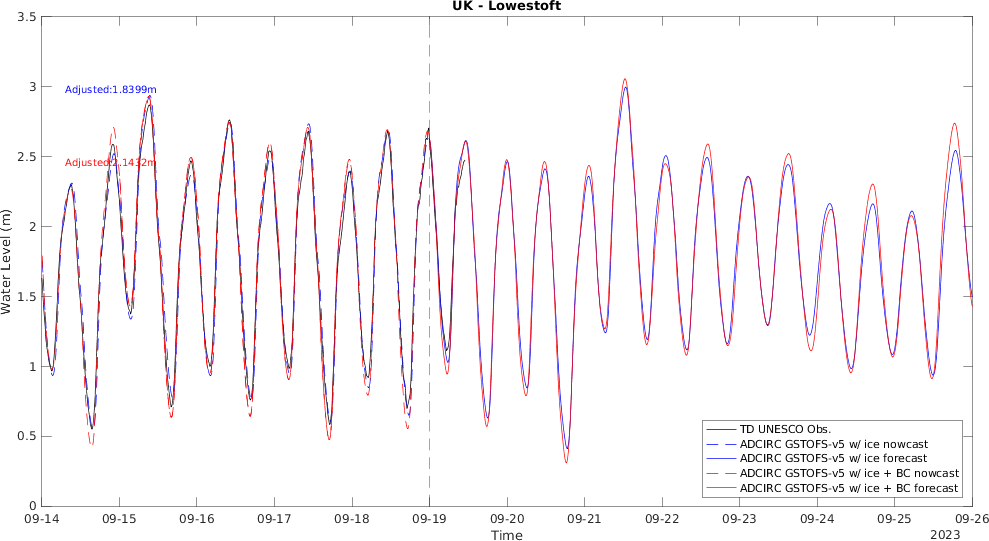 UK - Lowestoft
3.5
3
2.5
2
1.5
1
0.5
0
Water Level (m)
Adjusted:1.8399m
Adjusted:2.1432m
TD UNESCO Obs.
ADCIRC GSTOFS-v5 w/ ice nowcast
ADCIRC GSTOFS-v5 w/ ice forecast
ADCIRC GSTOFS-v5 w/ ice + BC nowcast
ADCIRC GSTOFS-v5 w/ ice + BC forecast
09-14 09-15 09-16 09-17 09-18 09-19 09-20 09-21 09-22 09-23 09-24 09-25 09-26
Time
2023